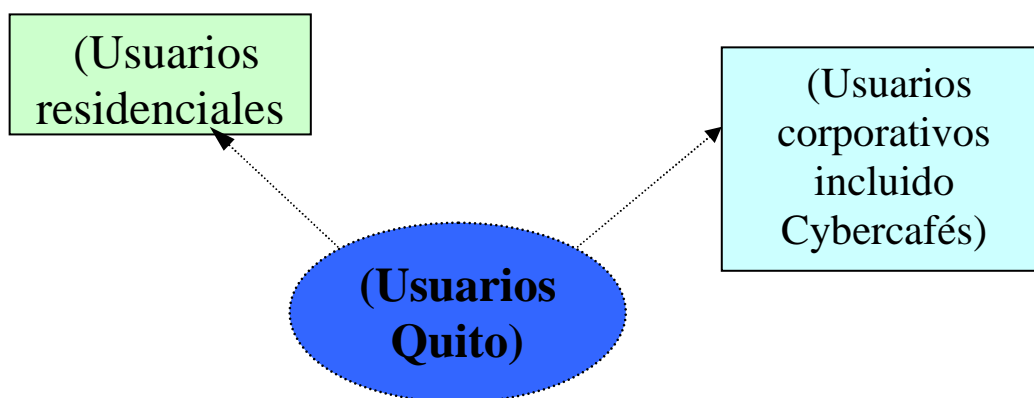 (Usuarios
residenciales
(Usuarios
corporativos
incluido
Cybercafés)
(Usuarios
Quito)